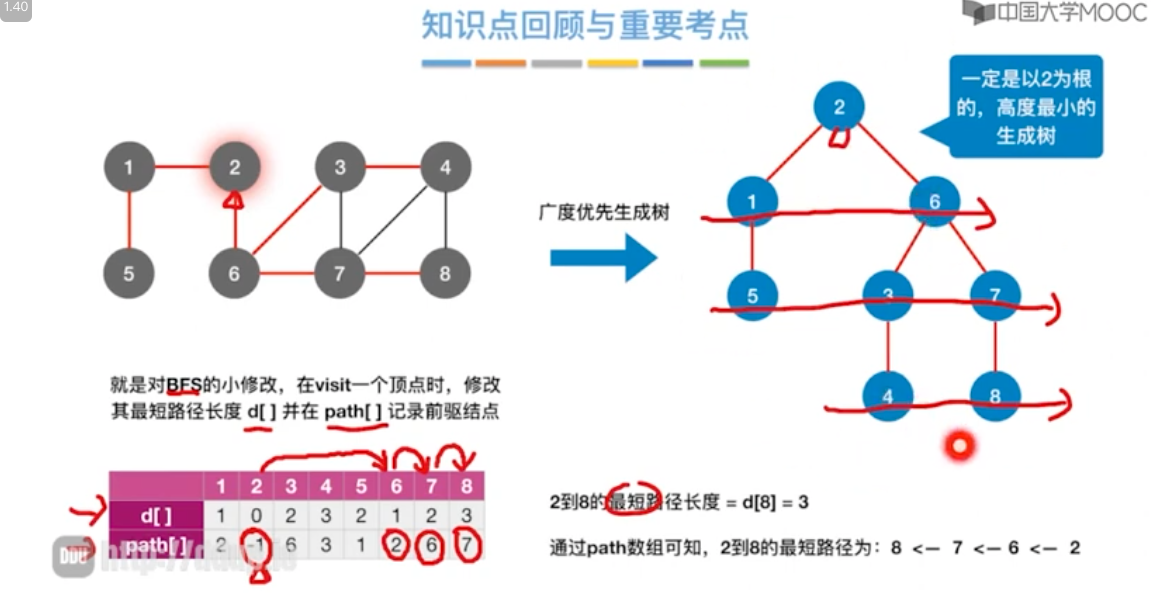 1.40
知识点回顾与重要考点
中国大学MOOC
一定是以2为根
的，高度最小的
生成树
2
1 2 3 4
1 6
广度优先生成树
5 6 7 8
5 3 7
4 8
就是对BFS的小修改，在visit一个顶点时，修改
其最短路径长度 d[ ] 并在 path[ ] 记录前驱结点
1 2 3 4 5 6 7 8
d[ ] 1 0 2 3 2 1 2 3
path[ ] 2 -1 6 3 1 2 6 7
2到8的最短路径长度 = d[8] = 3
通过path数组可知，2到8的最短路径为：8 <— 7 <— 6 <— 2